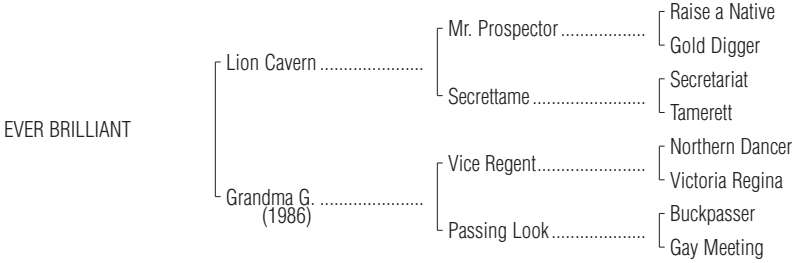 Raise a Native
Mr. Prospector...................
Gold Digger
Lion Cavern......................
Secretariat
Secrettame........................
Tamerett
EVER BRILLIANT
Northern Dancer
Vice Regent.......................
Victoria Regina
Grandma G.......................
(1986)
Buckpasser
Passing Look....................
Gay Meeting